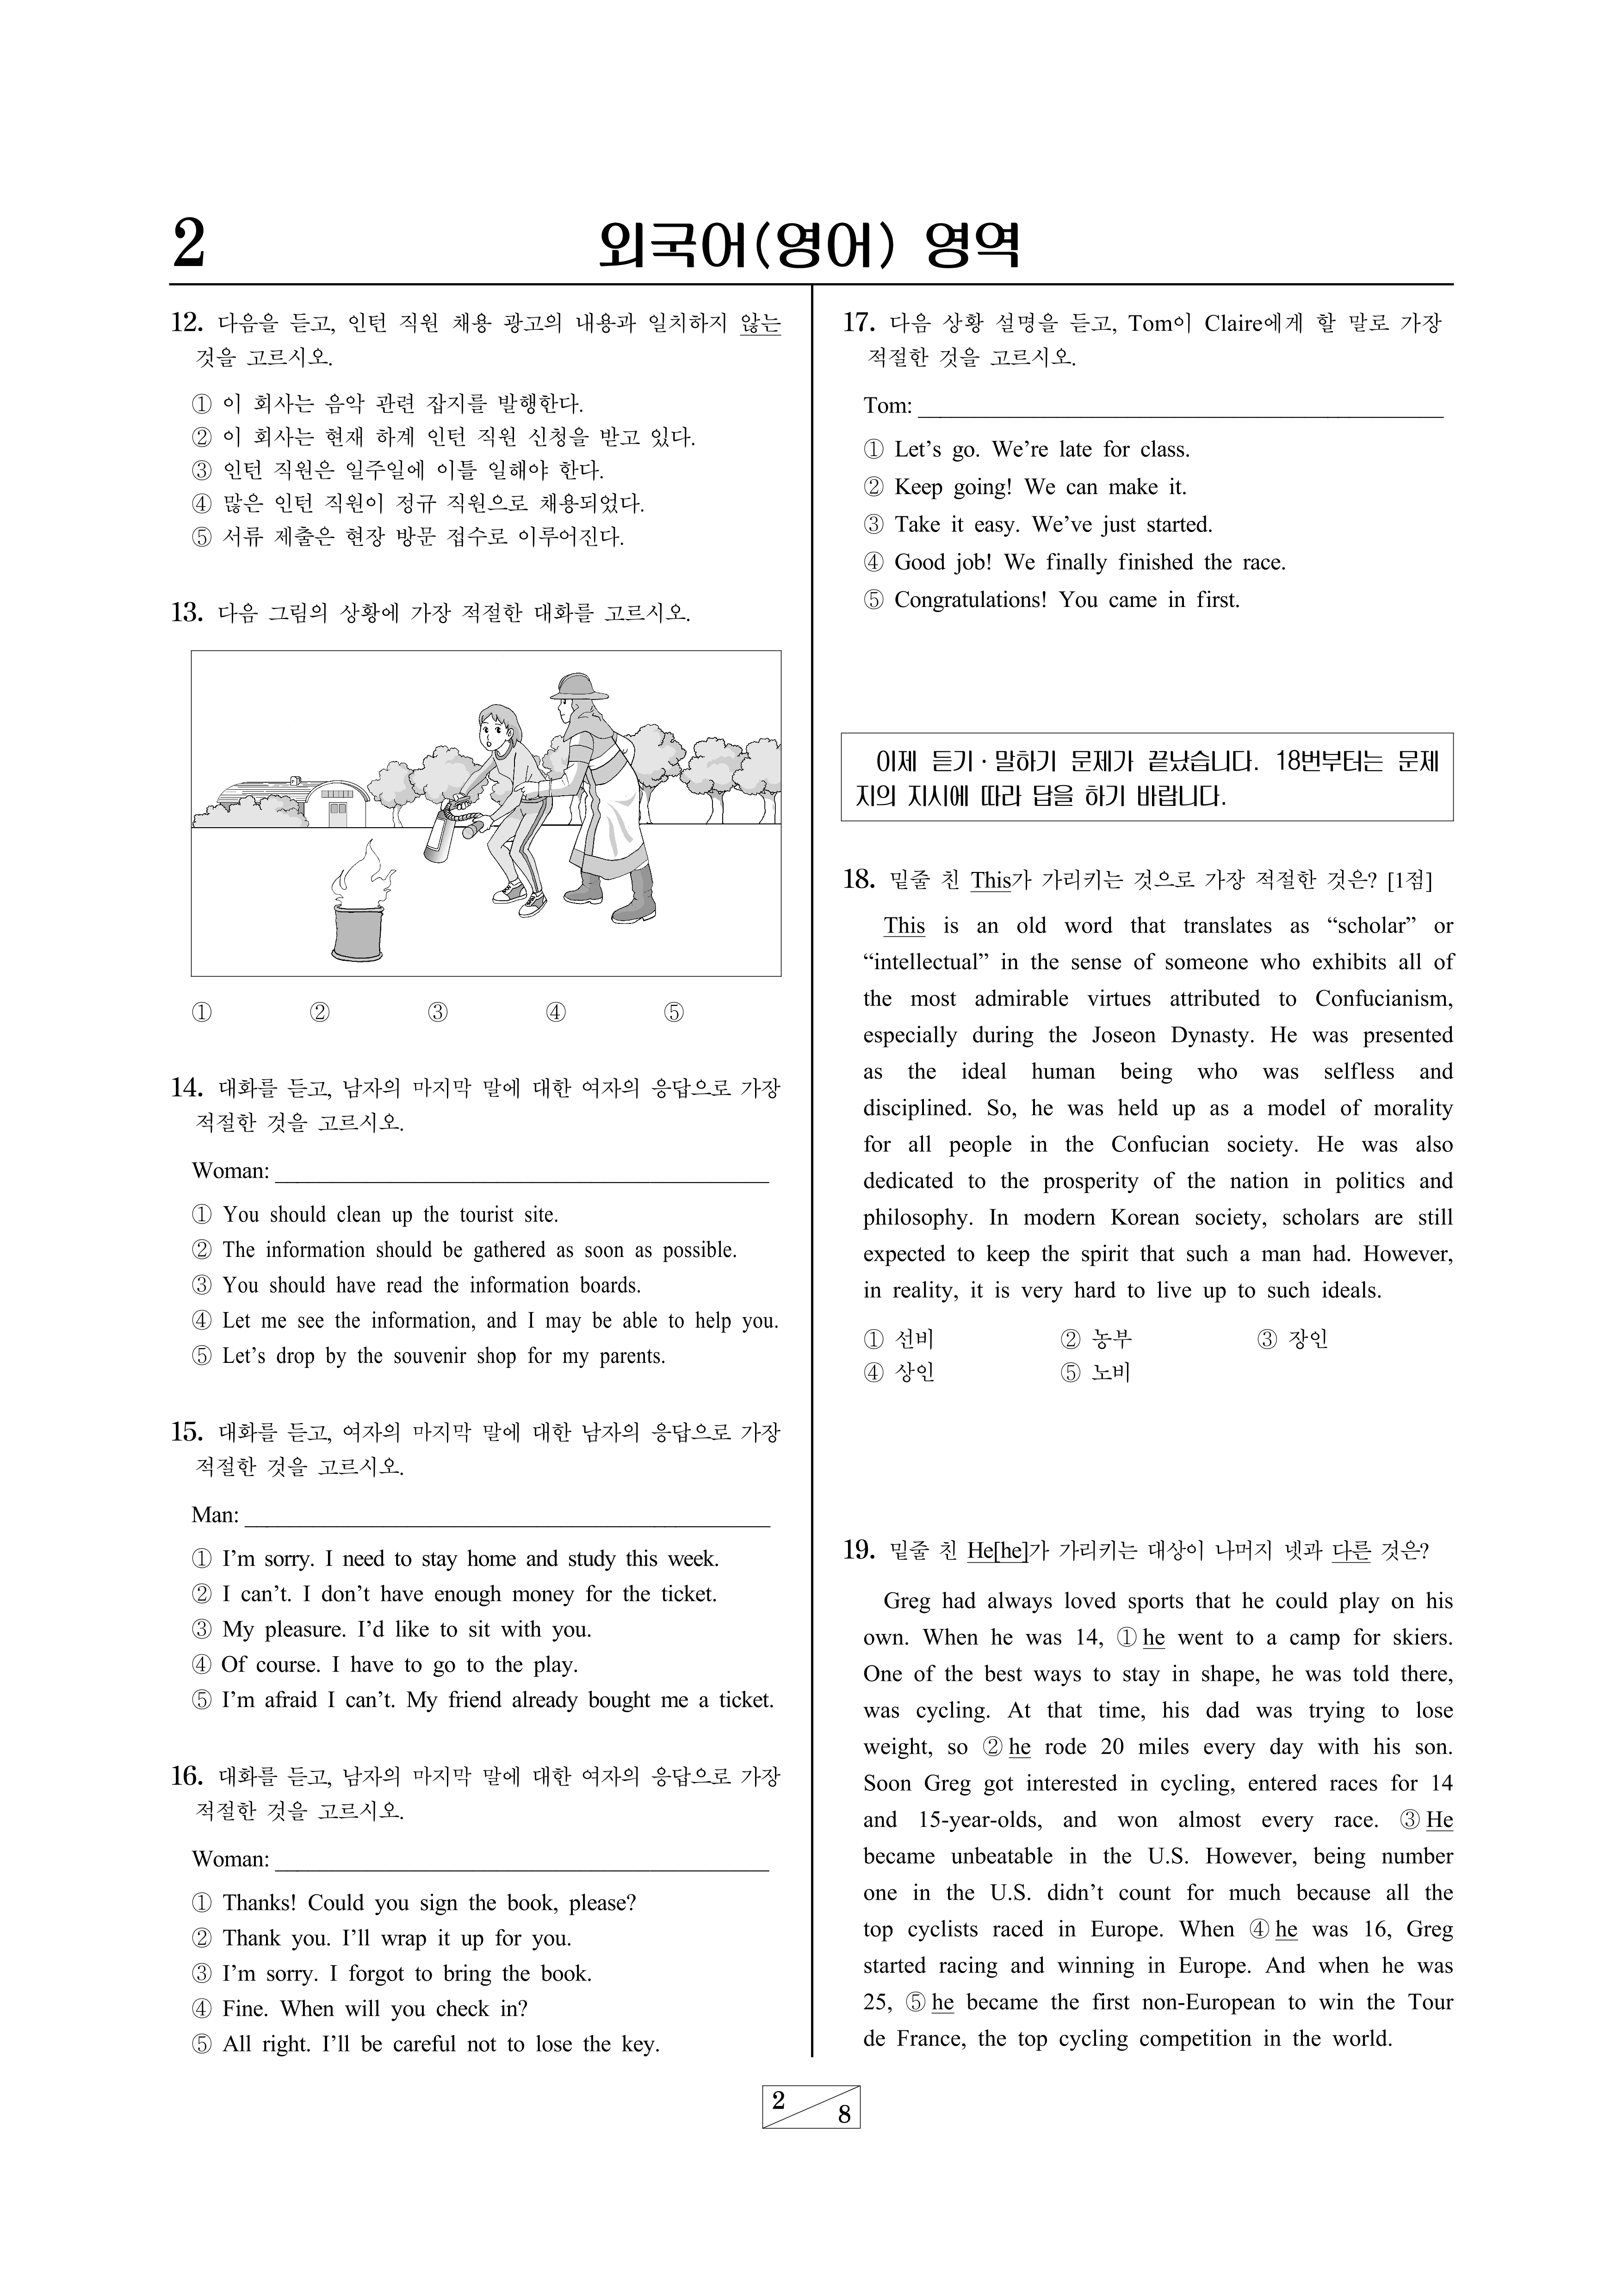 2
외국어(영어) 영역
12. 다음을 듣고, 인턴 직원 채용 광고의 내용과 일치하지 않는
것을 고르시오.
① 이 회사는 음악 관련 잡지를 발행한다.
② 이 회사는 현재 하계 인턴 직원 신청을 받고 있다.
③ 인턴 직원은 일주일에 이틀 일해야 한다.
④ 많은 인턴 직원이 정규 직원으로 채용되었다.
⑤ 서류 제출은 현장 방문 접수로 이루어진다.
13. 다음 그림의 상황에 가장 적절한 대화를 고르시오.
① ② ③ ④ ⑤
14. 대화를 듣고, 남자의 마지막 말에 대한 여자의 응답으로 가장
적절한 것을 고르시오.
Woman:
① You should clean up the tourist site.
② The information should be gathered as soon as possible.
③ You should have read the information boards.
④ Let me see the information, and I may be able to help you.
⑤ Let's drop by the souvenir shop for my parents.
15. 대화를 듣고, 여자의 마지막 말에 대한 남자의 응답으로 가장
적절한 것을 고르시오.
Man:
① I'm sorry. I need to stay home and study this week.
② I can't. I don't have enough money for the ticket.
③ My pleasure. I'd like to sit with you.
④ Of course. I have to go to the play.
⑤ I'm afraid I can't. My friend already bought me a ticket.
16. 대화를 듣고, 남자의 마지막 말에 대한 여자의 응답으로 가장
적절한 것을 고르시오.
Woman:
① Thanks! Could you sign the book, please?
② Thank you. I'll wrap it up for you.
③ I'm sorry. I forgot to bring the book.
④ Fine. When will you check in?
⑤ All right. I'll be careful not to lose the key.
17. 다음 상황 설명을 듣고, Tom이 Claire에게 할 말로 가장
적절한 것을 고르시오.
Tom:
① Let's go. We're late for class.
② Keep going! We can make it.
③ Take it easy. We've just started.
④ Good job! We finally finished the race.
⑤ Congratulations! You came in first.
이제 듣기·말하기 문제가 끝났습니다. 18번부터는 문제
지의 지시에 따라 답을 하기 바랍니다.
18. 밑줄 친 This가 가리키는 것으로 가장 적절한 것은? [1점]
This is an old word that translates as “scholar” or
“intellectual” in the sense of someone who exhibits all of
the most admirable virtues attributed to Confucianism,
especially during the Joseon Dynasty. He was presented
as the ideal human being who was selfless and
disciplined. So, he was held up as a model of morality
for all people in the Confucian society. He was also
dedicated to the prosperity of the nation in politics and
philosophy. In modern Korean society, scholars are still
expected to keep the spirit that such a man had. However,
in reality, it is very hard to live up to such ideals.
① 선비 ② 농부 ③ 장인
④ 상인 ⑤ 노비
19. 밑줄 친 He[he]가 가리키는 대상이 나머지 넷과 다른 것은?
Greg had always loved sports that he could play on his
own. When he was 14, ① he went to a camp for skiers.
One of the best ways to stay in shape, he was told there,
was cycling. At that time, his dad was trying to lose
weight, so ② he rode 20 miles every day with his son.
Soon Greg got interested in cycling, entered races for 14
and 15-year-olds, and won almost every race. ③ He
became unbeatable in the U.S. However, being number
one in the U.S. didn't count for much because all the
top cyclists raced in Europe. When ④ he was 16, Greg
started racing and winning in Europe. And when he was
25, ⑤ he became the first non-European to win the Tour
de France, the top cycling competition in the world.
2
8